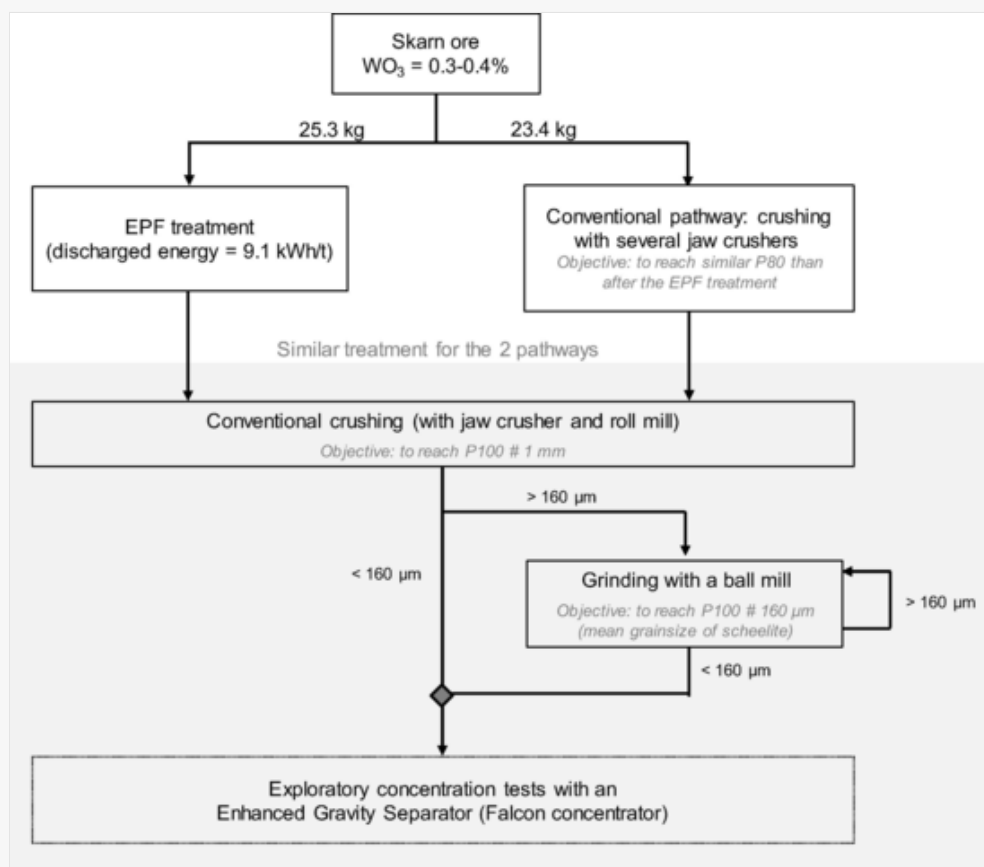 Skarn ore
WO₃ = 0.3-0.4%
25.3 kg
23.4 kg
EPF treatment
(discharged energy = 9.1 kWh/t)
Conventional pathway: crushing
with several jaw crushers
Objective: to reach similar P80 than
after the EPF treatment
Similar treatment for the 2 pathways
Conventional crushing (with jaw crusher and roll mill)
Objective: to reach P100 # 1 mm
> 160 µm
< 160 µm
Grinding with a ball mill
Objective: to reach P100 # 160 µm
(mean grainsize of scheelite)
> 160 µm
< 160 µm
Exploratory concentration tests with an
Enhanced Gravity Separator (Falcon concentrator)